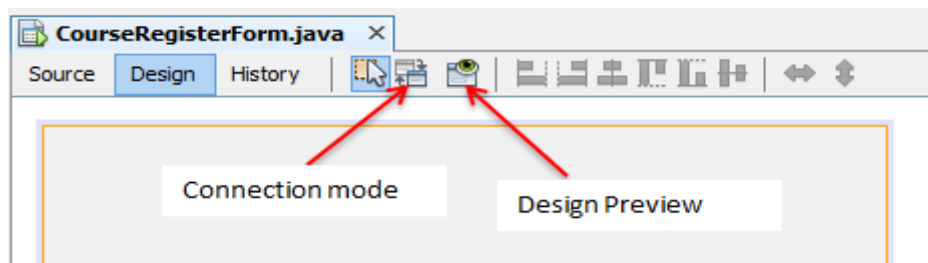 CourseRegisterForm.java
Source Design History
Connection mode
Design Preview